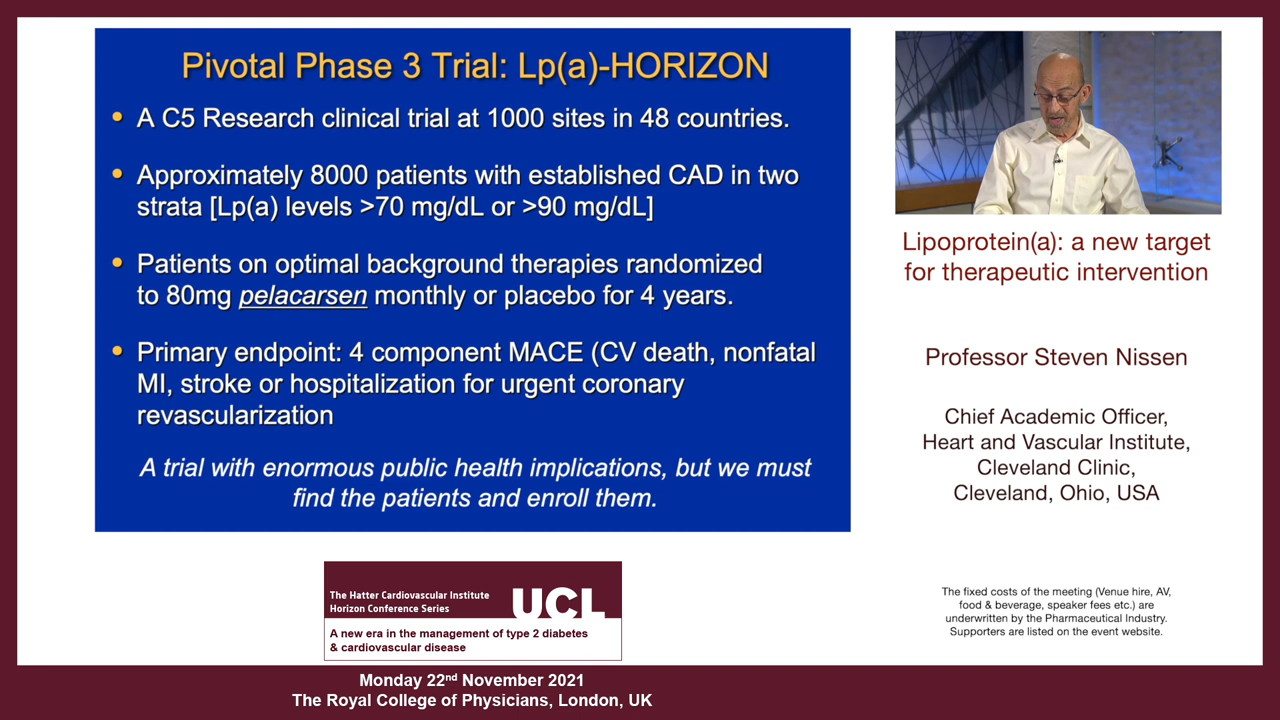 Pivotal Phase 3 Trial: Lp(a)-HORIZON
• A C5 Research clinical trial at 1000 sites in 48 countries.
• Approximately 8000 patients with established CAD in two
strata [Lp(a) levels >70 mg/dL or >90 mg/dL]
• Patients on optimal background therapies randomized
to 80mg pelacarsen monthly or placebo for 4 years.
• Primary endpoint: 4 component MACE (CV death, nonfatal
MI, stroke or hospitalization for urgent coronary
revascularization
A trial with enormous public health implications, but we must
find the patients and enroll them.
Lipoprotein(a): a new target
for therapeutic intervention
Professor Steven Nissen
Chief Academic Officer,
Heart and Vascular Institute,
Cleveland Clinic,
Cleveland, Ohio, USA
The fixed costs of the meeting (Venue hire, AV,
food & beverage, speaker fees etc.) are
underwritten by the Pharmaceutical Industry.
Supporters are listed on the event website.
The Hatter Cardiovascular Institute
Horizon Conference Series
UCL
A new era in the management of type 2 diabetes
& cardiovascular disease
Monday 22nd November 2021
The Royal College of Physicians, London, UK